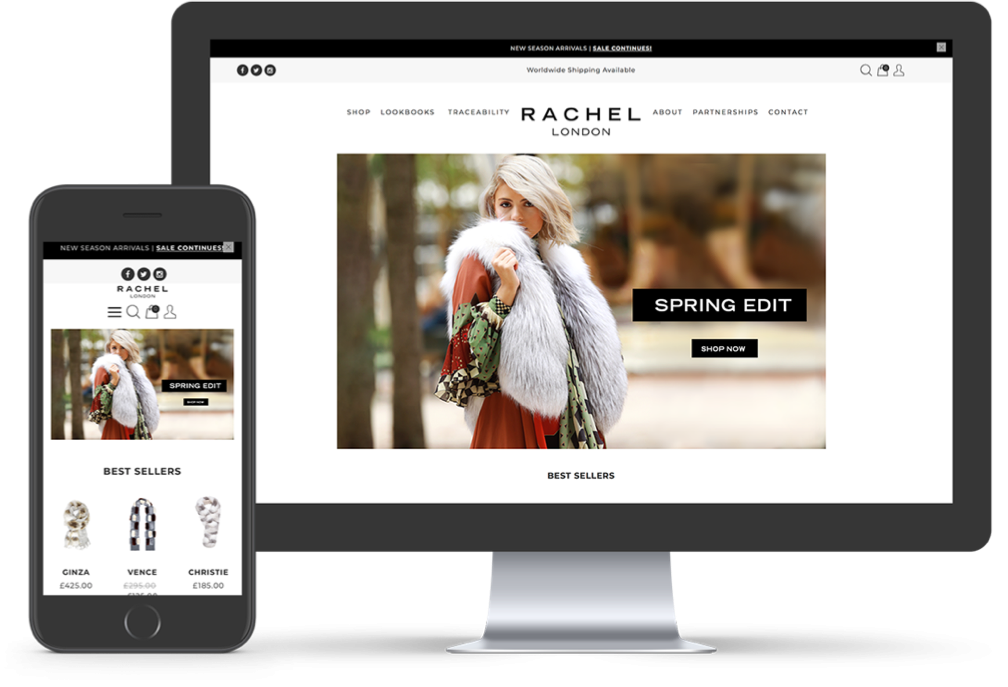 NEW SEASON ARRIVALS | SALE CONTINUES!
Worldwide Shipping Available
SHOP LOOKBOOKS TRACEABILITY RACHEL ABOUT PARTNERSHIPS CONTACT
LONDON
SPRING EDIT
SHOP NOW
BEST SELLERS
NEW SEASON ARRIVALS | SALE CONTINUES!
RACHEL
LONDON
SPRING EDIT
SHOP NOW
BEST SELLERS
GINZA VENCE CHRISTIE
£425.00 £295.00 £185.00